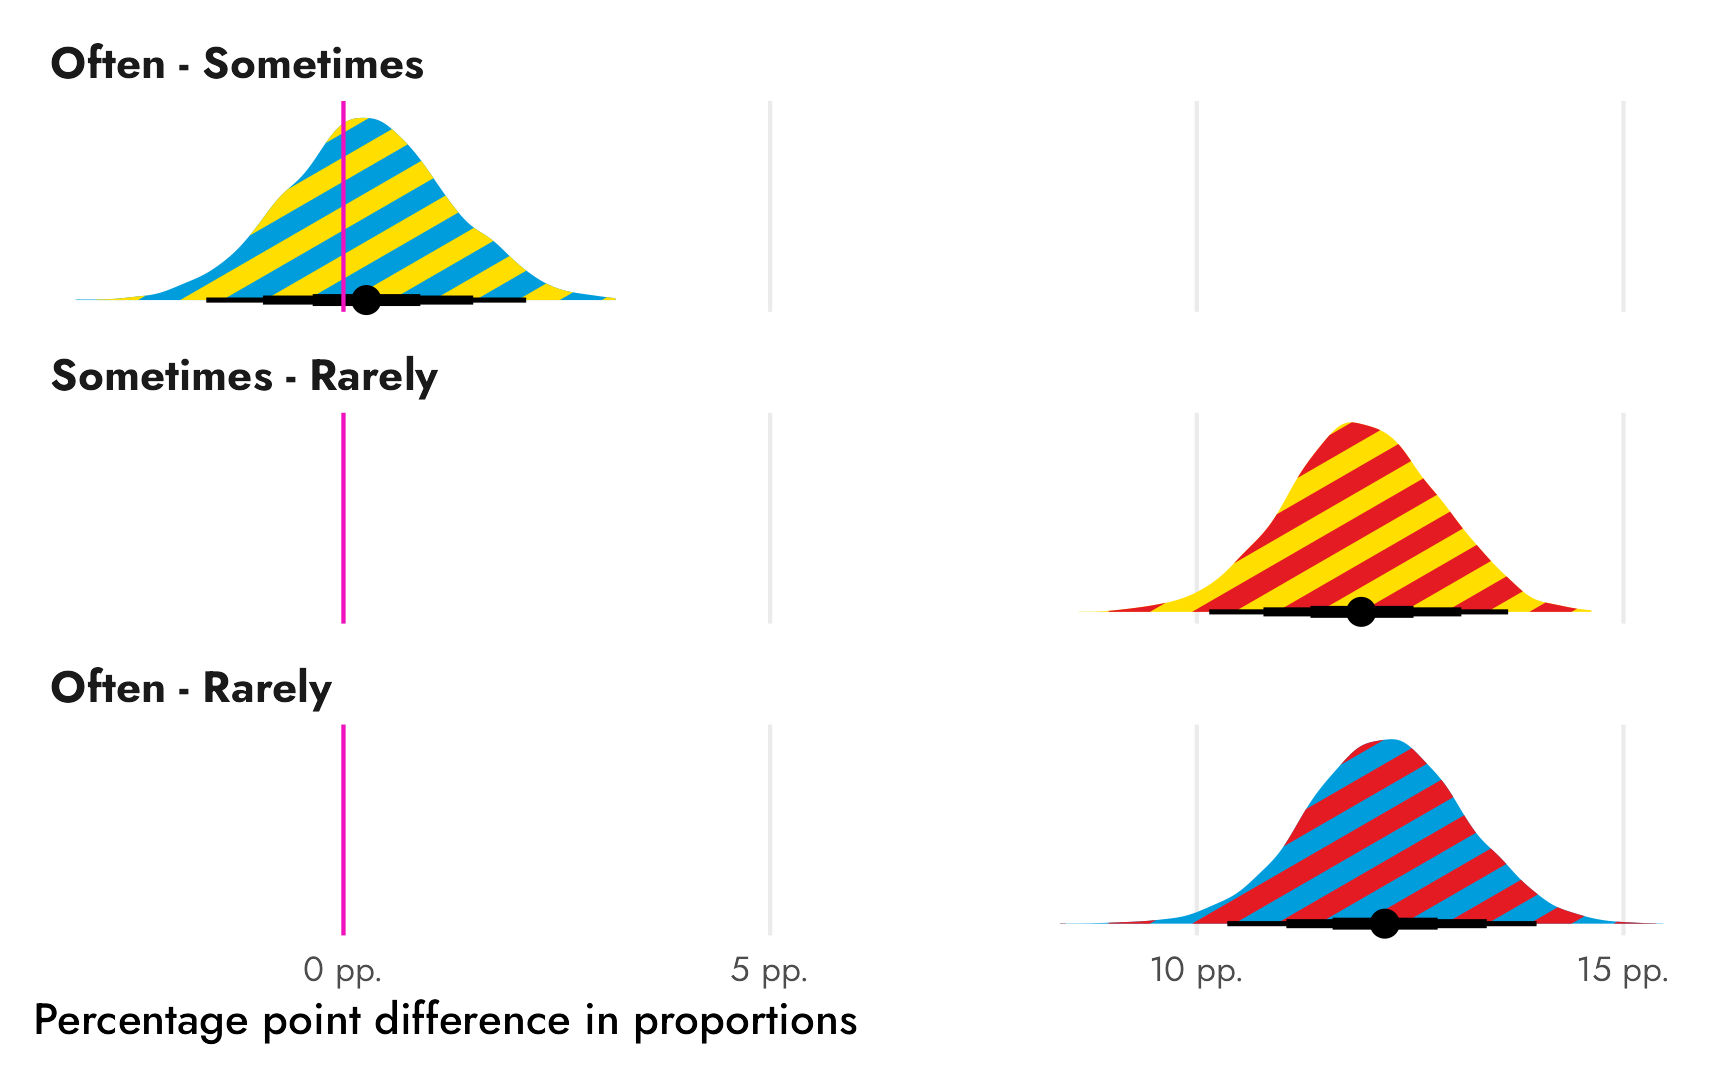 Often - Sometimes
Sometimes - Rarely
Often - Rarely
0 pp. 5 pp. 10 pp. 15 pp.
Percentage point difference in proportions